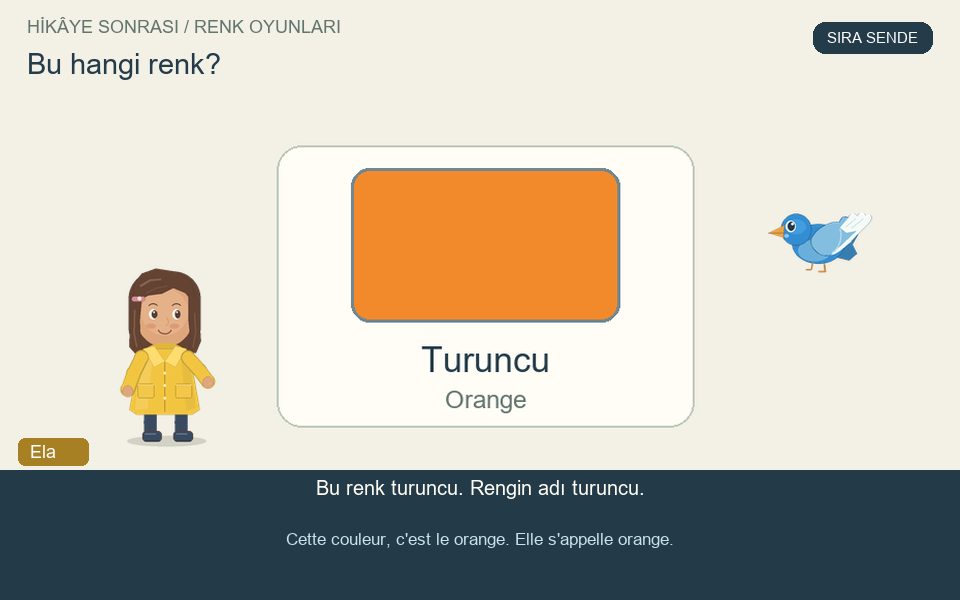 HİKÂYE SONRASI / RENK OYUNLARI
SIRA SENDE
Bu hangi renk?
Turuncu
Orange
Ela
Bu renk turuncu. Rengin adı turuncu.
Cette couleur, c'est le orange. Elle s'appelle orange.